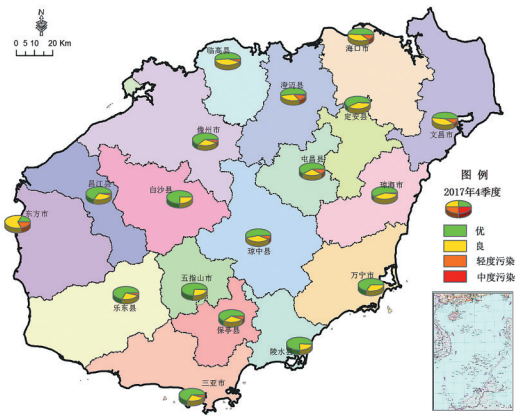 N
0 5 10 20 Km
临高县
海口市
澄迈县
定安县
文昌市
儋州市
屯昌县
昌江县
白沙县
琼海市
东方市
琼中县
五指山市
万宁市
乐东县
保亭县
陵水县
三亚市
图 例
2017年4季度
优
良
轻度污染
中度污染